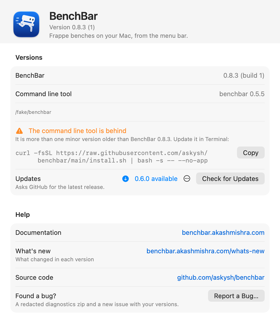 BenchBar
Version 0.8.3 (1)
Frappe benches on your Mac, from the menu bar.
Versions
BenchBar 0.8.3 (build 1)
Command line tool benchbar 0.5.5
/fake/benchbar
The command line tool is behind
It is more than one minor version older than BenchBar 0.8.3. Update it in Terminal:
curl -fsSL https://raw.githubusercontent.com/askysh/
benchbar/main/install.sh | bash -s -- --no-app
Copy
Updates 0.6.0 available Check for Updates
Asks GitHub for the latest release.
Help
Documentation benchbar.akashmishra.com
What's new benchbar.akashmishra.com/whats-new
What changed in each version
Source code github.com/askysh/benchbar
Found a bug? Report a Bug...
A redacted diagnostics zip and a new issue with your versions.